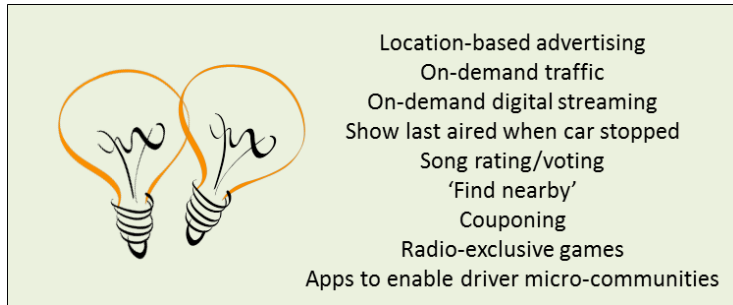 Location-based advertising
On-demand traffic
On-demand digital streaming
Show last aired when car stopped
Song rating/voting
‘Find nearby’
Couponing
Radio-exclusive games
Apps to enable driver micro-communities